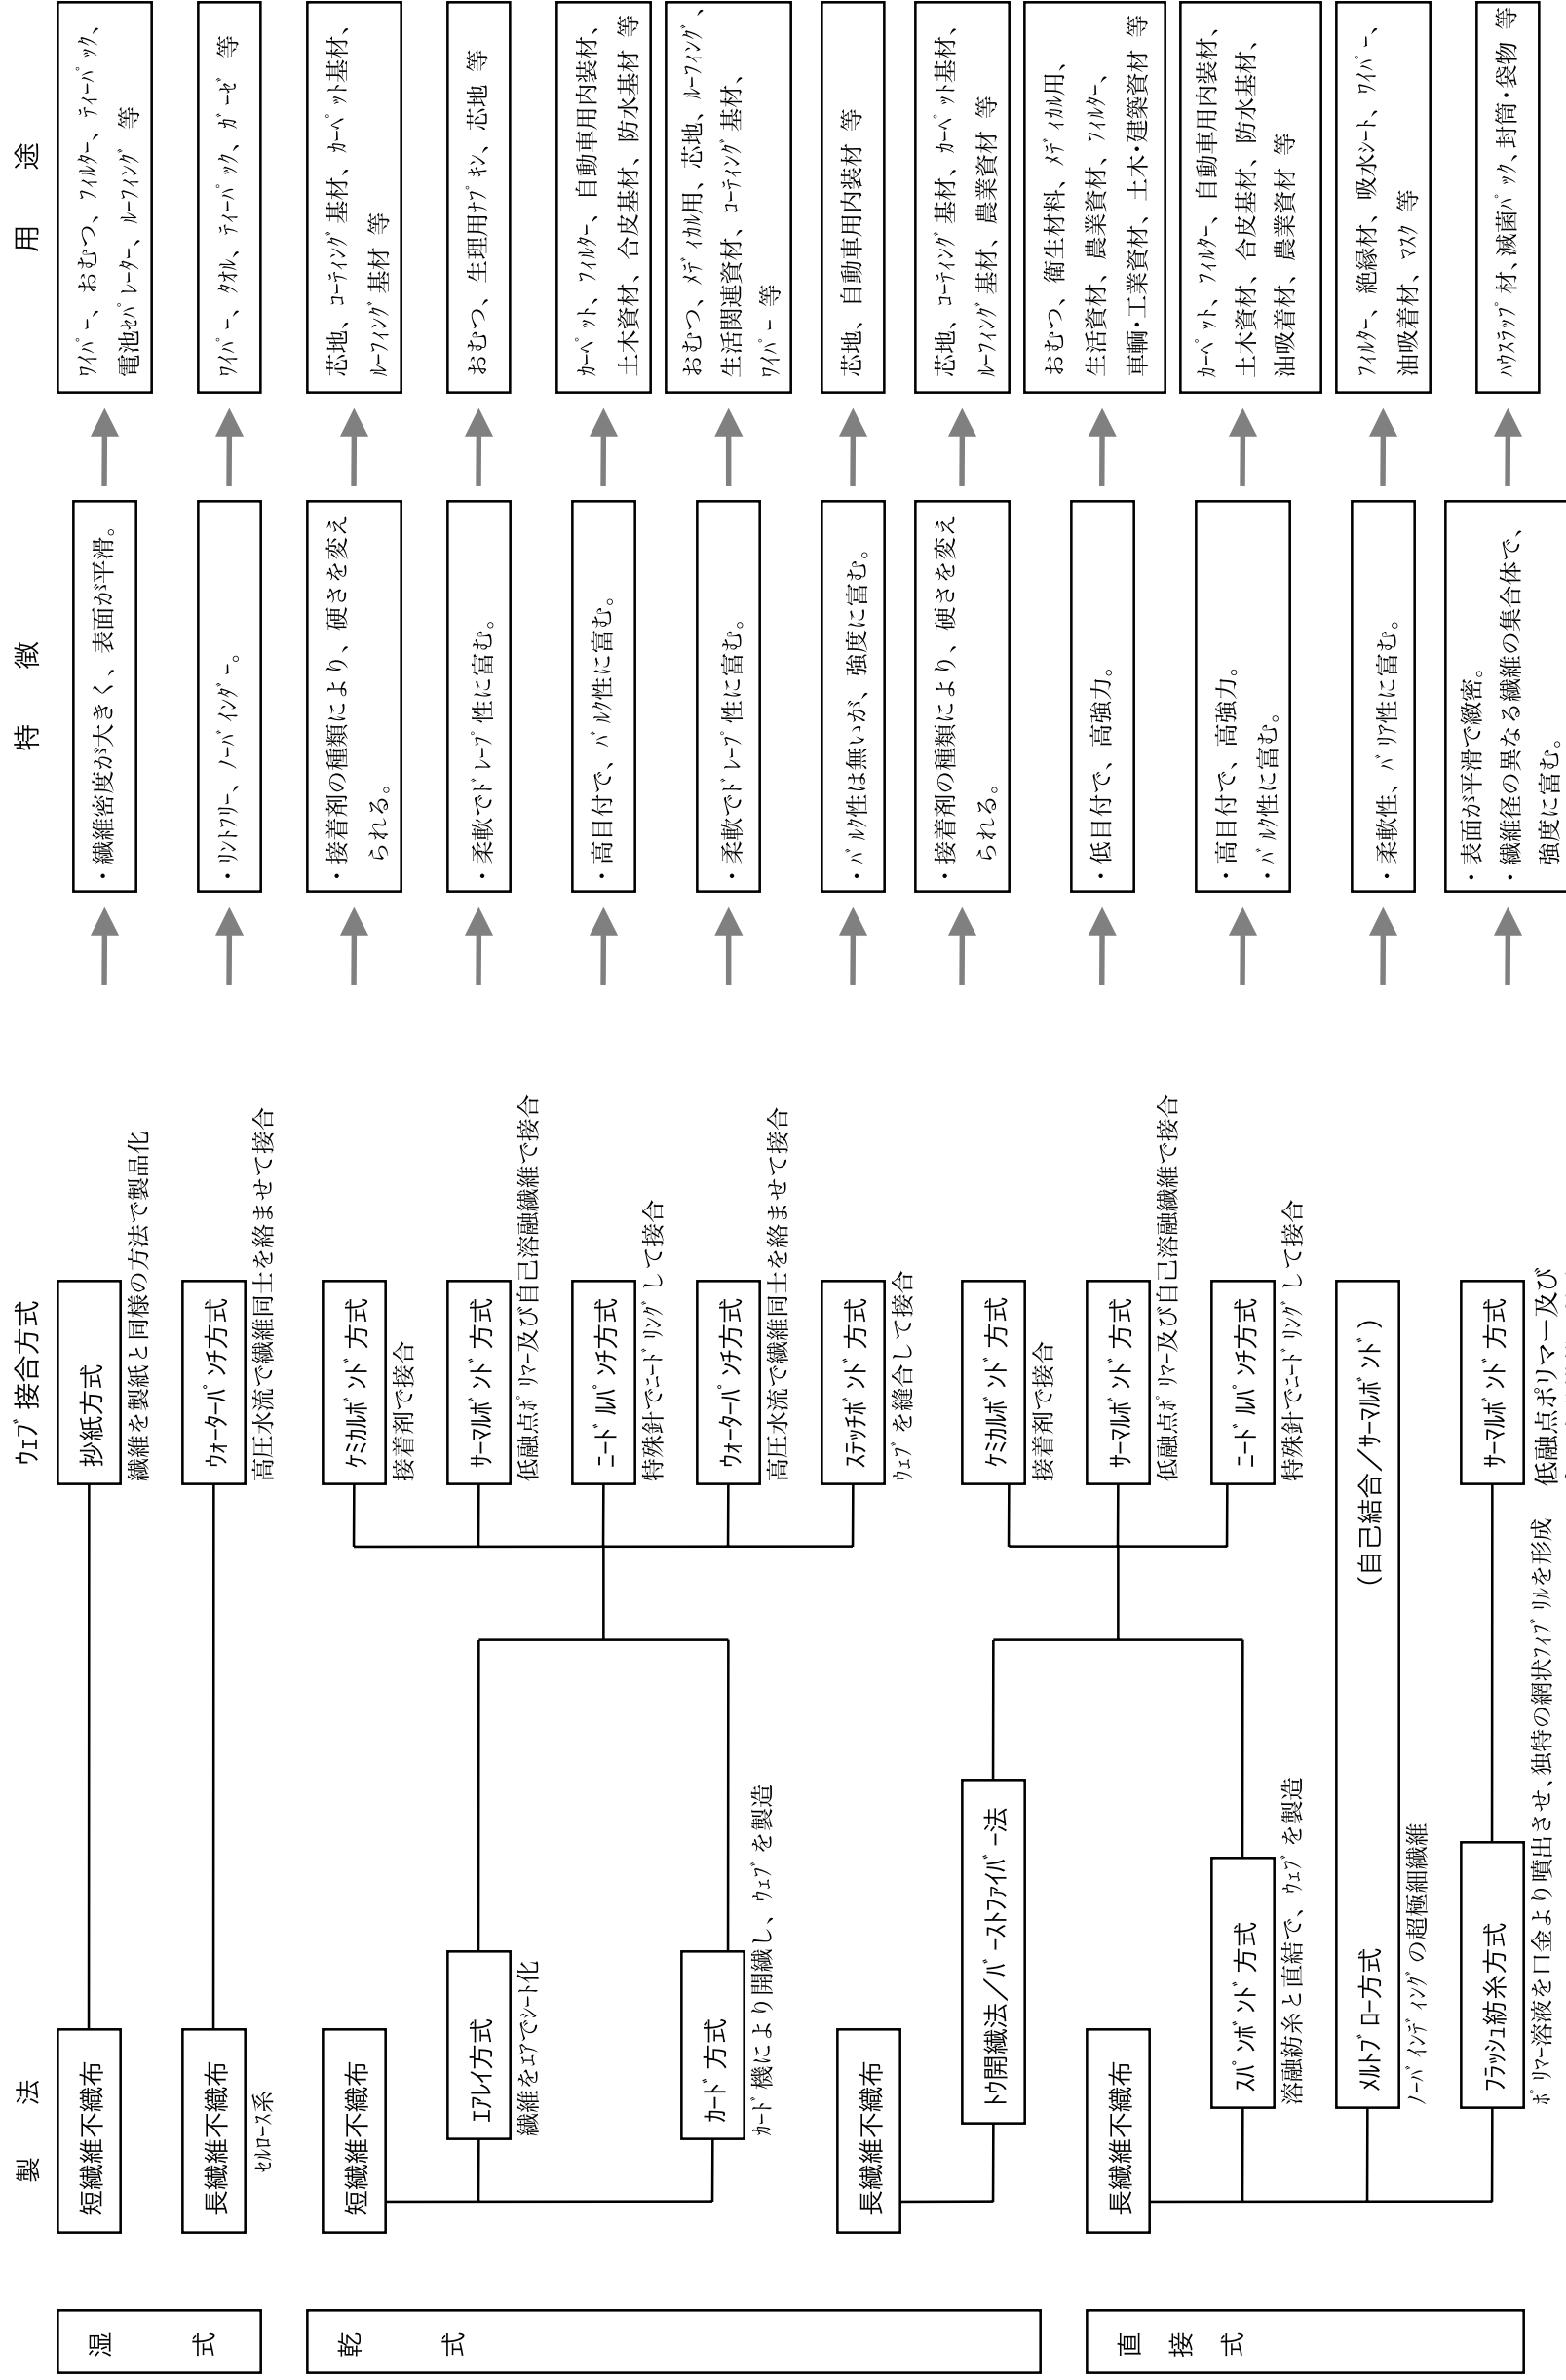 製　法
ｳｪﾌﾞ接合方式
特　徴
用　途
湿　式
短繊維不織布
抄紙方式
繊維を製紙と同様の方法で製品化
・繊維密度が大きく、表面が平滑。
ﾜｲﾊﾟｰ、おむつ、ﾌｨﾙﾀｰ、ﾃｨｰﾊﾟｯｸ、
電池ｾﾊﾟﾚｰﾀｰ、ﾙｰﾌｨﾝｸﾞ 等
長繊維不織布
ｾﾙﾛｰｽ系
ｳｫｰﾀｰﾊﾟﾝﾁ方式
高圧水流で繊維同士を絡ませて接合
・ﾘﾝﾄﾌﾘｰ、ﾉｰﾊﾞｲﾝﾀﾞｰ。
ﾜｲﾊﾟｰ、ﾀｵﾙ、ﾃｨｰﾊﾟｯｸ、ｶﾞｰｾﾞ 等
乾　式
短繊維不織布
ｴｱﾚｲ方式
繊維をｴｱでｼｰﾄ化
ｶｰﾄﾞ方式
ｶｰﾄﾞ機により開繊し、ｳｪﾌﾞを製造
ｹﾐｶﾙﾎﾞﾝﾄﾞ方式
接着剤で接合
・接着剤の種類により、硬さを変え
られる。
芯地、ｺｰﾃｨﾝｸﾞ基材、ｶｰﾍﾟｯﾄ基材、
ﾙｰﾌｨﾝｸﾞ基材 等
ｻｰﾏﾙﾎﾞﾝﾄﾞ方式
低融点ﾎﾟﾘﾏｰ及び自己溶融繊維で接合
・柔軟でﾄﾞﾚｰﾌﾟ性に富む。
おむつ、生理用ﾅﾌﾟｷﾝ、芯地 等
ﾆｰﾄﾞﾙﾊﾟﾝﾁ方式
特殊針でﾆｰﾄﾞﾘﾝｸﾞして接合
・高目付で、ﾊﾞﾙｸ性に富む。
ｶｰﾍﾟｯﾄ、ﾌｨﾙﾀｰ、自動車用内装材、
土木資材、合皮基材、防水基材 等
ｳｫｰﾀｰﾊﾟﾝﾁ方式
高圧水流で繊維同士を絡ませて接合
・柔軟でﾄﾞﾚｰﾌﾟ性に富む。
おむつ、ﾒﾃﾞｨｶﾙ用、芯地、ﾙｰﾌｨﾝｸﾞ、
生活関連資材、ｺｰﾃｨﾝｸﾞ基材、
ﾜｲﾊﾟｰ 等
ｽﾃｯﾁﾎﾞﾝﾄﾞ方式
ｳｪﾌﾞを縫合して接合
・ﾊﾞﾙｸ性は無いが、強度に富む。
芯地、自動車用内装材 等
長繊維不織布
ﾄｳ開繊法／ﾊﾞｰｽﾄﾌｧｲﾊﾞｰ法
ｹﾐｶﾙﾎﾞﾝﾄﾞ方式
接着剤で接合
・接着剤の種類により、硬さを変え
られる。
芯地、ｺｰﾃｨﾝｸﾞ基材、ｶｰﾍﾟｯﾄ基材、
ﾙｰﾌｨﾝｸﾞ基材、農業資材 等
直接式
長繊維不織布
ｽﾊﾟﾝﾎﾞﾝﾄﾞ方式
溶融紡糸と直結で、ｳｪﾌﾞを製造
ｻｰﾏﾙﾎﾞﾝﾄﾞ方式
低融点ﾎﾟﾘﾏｰ及び自己溶融繊維で接合
・低目付で、高強力。
おむつ、衛生材料、ﾒﾃﾞｨｶﾙ用、
生活資材、農業資材、ﾌｨﾙﾀｰ、
車輌・工業資材、土木・建築資材 等
ﾆｰﾄﾞﾙﾊﾟﾝﾁ方式
特殊針でﾆｰﾄﾞﾘﾝｸﾞして接合
・高目付で、高強力。
・ﾊﾞﾙｸ性に富む。
ｶｰﾍﾟｯﾄ、ﾌｨﾙﾀｰ、自動車用内装材、
土木資材、合皮基材、防水基材、
油吸着材、農業資材 等
ﾒﾙﾄﾌﾞﾛｰ方式
（自己結合／ｻｰﾏﾙﾎﾞﾝﾄﾞ）
ﾉｰﾊﾞｲﾝﾃﾞｨﾝｸﾞの超極細繊維
・柔軟性、ﾊﾞﾘｱ性に富む。
ﾌｨﾙﾀｰ、絶縁材、吸水ｼｰﾄ、ﾜｲﾊﾟｰ、
油吸着材、ﾏｽｸ 等
ﾌﾗｯｼｭ紡糸方式
ﾎﾟﾘﾏｰ溶液を口金より噴出させ、独特の網状ﾌｨﾌﾞﾘﾙを形成
ｻｰﾏﾙﾎﾞﾝﾄﾞ方式
低融点ポリマー及び
・表面が平滑で緻密。
・繊維径の異なる繊維の集合体で、
強度に富む。
ﾊｳｽﾗｯﾌﾟ材、滅菌ﾊﾟｯｸ、封筒・袋物 等